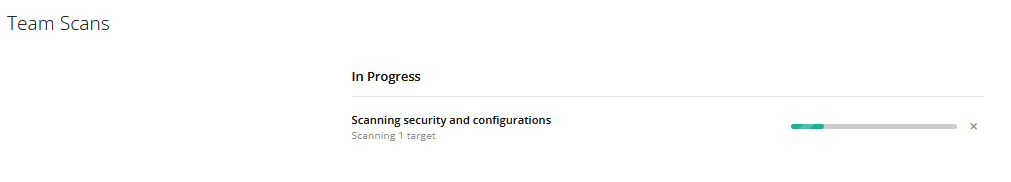 Team Scans
In Progress
Scanning security and configurations
Scanning 1 target